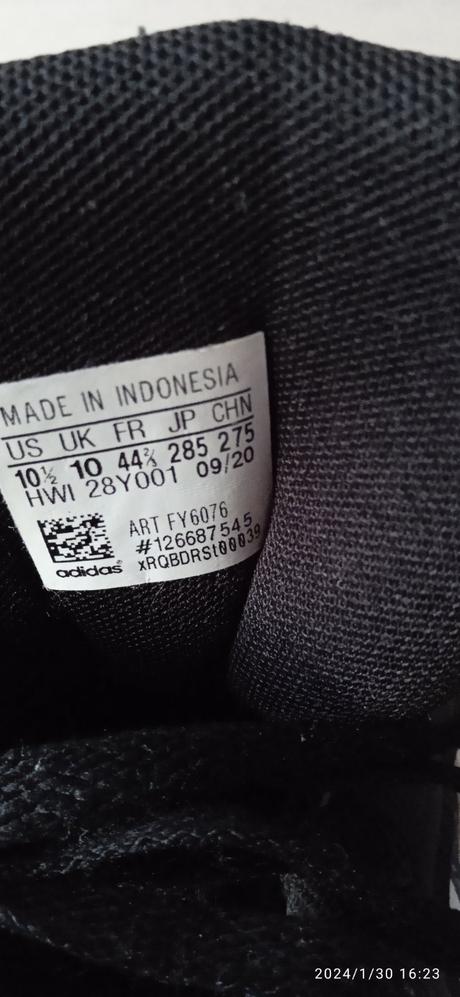 MADE IN INDONESIA
US UK FR JP CHN
10½ 10 44⅔ 285 275
HWI 28Y001 09/20
ART FY6076
#126687545
adidas® xRQBDRSt00039
2024/1/30 16:23